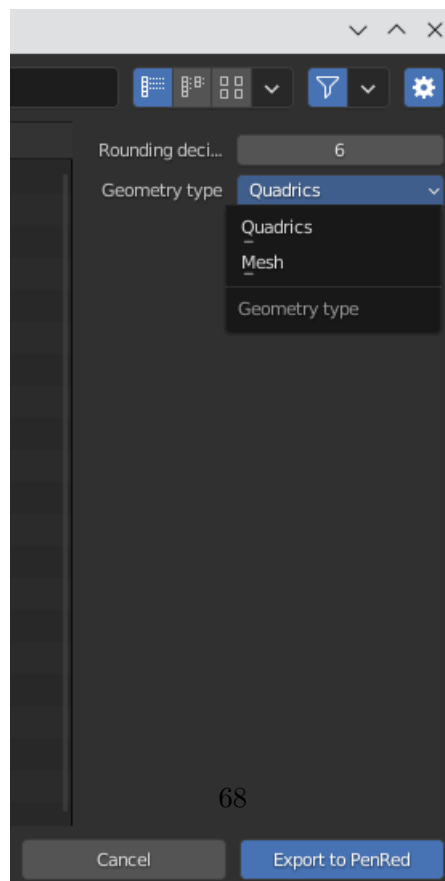 Rounding deci... 6
Geometry type Quadrics
Quadrics
Mesh
Geometry type
68
Cancel Export to PenRed